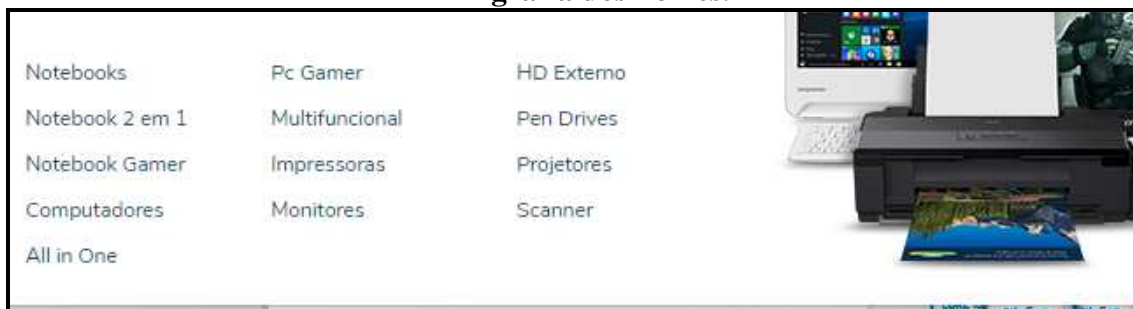 Notebooks
Notebook 2 em 1
Notebook Gamer
Computadores
All in One
Pc Gamer
Multifuncional
Impressoras
Monitores
HD Externo
Pen Drives
Projetores
Scanner